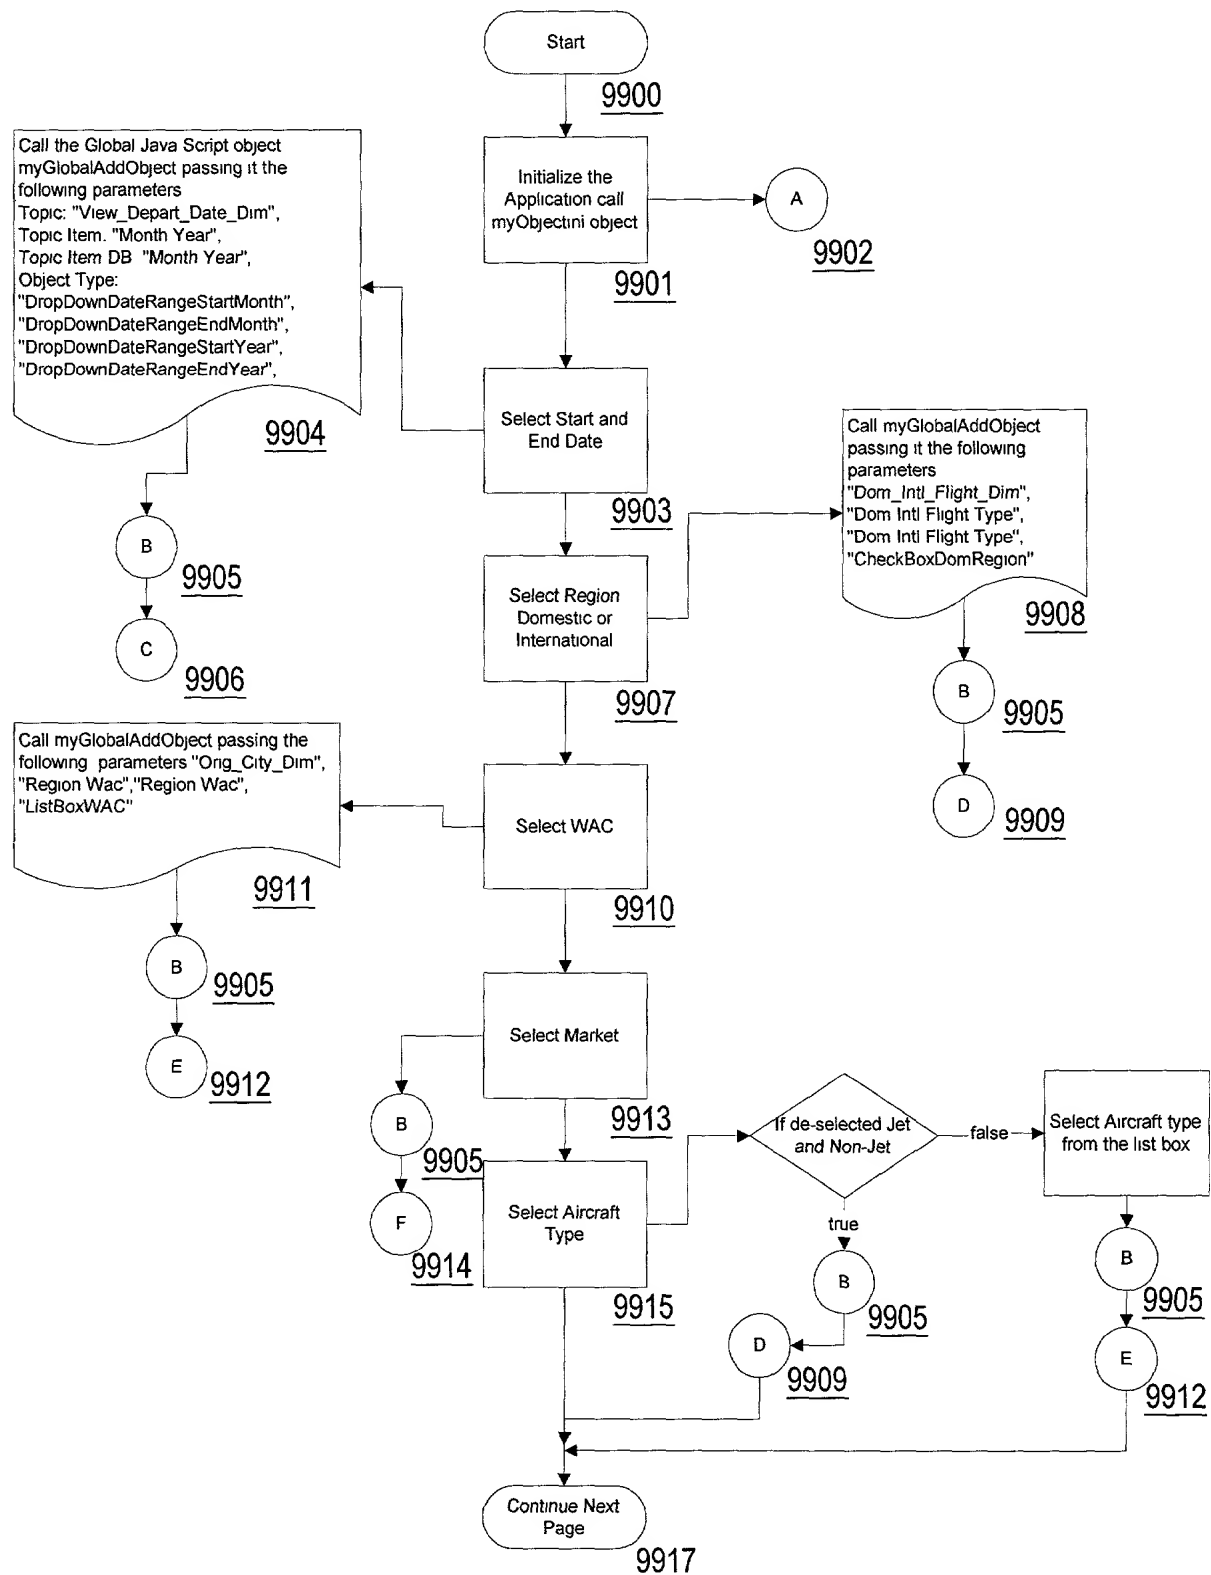 Start
9900
Initialize the
Application call
myObjectini object
9901
A
9902
Call the Global Java Script object
myGlobalAddObject passing it the
following parameters
Topic: "View_Depart_Date_Dim",
Topic Item. "Month Year",
Topic Item DB "Month Year",
Object Type:
"DropDownDateRangeStartMonth",
"DropDownDateRangeEndMonth",
"DropDownDateRangeStartYear",
"DropDownDateRangeEndYear",
9904
Select Start and
End Date
9903
B
9905
C
9906
Call myGlobalAddObject
passing it the following
parameters
"Dom_Intl_Flight_Dim",
"Dom Intl Flight Type",
"Dom Intl Flight Type",
"CheckBoxDomRegion"
9908
Select Region
Domestic or
International
9907
B
9905
D
9909
Call myGlobalAddObject passing the
following parameters "Orig_City_Dim",
"Region Wac","Region Wac",
"ListBoxWAC"
9911
Select WAC
9910
B
9905
E
9912
Select Market
9913
B
9905
F
9914
Select Aircraft
Type
9915
If de-selected Jet
and Non-Jet
false
true
Select Aircraft type
from the list box
B
9905
D
9909
B
9905
E
9912
Continue Next
Page
9917